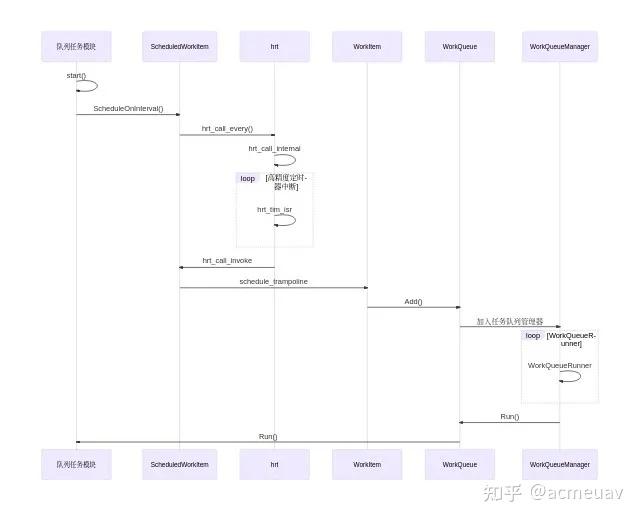 队列任务模块 ScheduledWorkItem hrt WorkItem WorkQueue WorkQueueManager
start()
ScheduleOnInterval()
hrt_call_every()
hrt_call_internal
loop [高精度定时-
器中断]
hrt_tim_isr
hrt_call_invoke
schedule_trampoline
Add()
加入任务队列管理器
loop [WorkQueueR-
unner]
WorkQueueRunner
Run()
Run()
队列任务模块 ScheduledWorkItem hrt WorkItem WorkQueue WorkQueueManager
知乎 @acmeuav